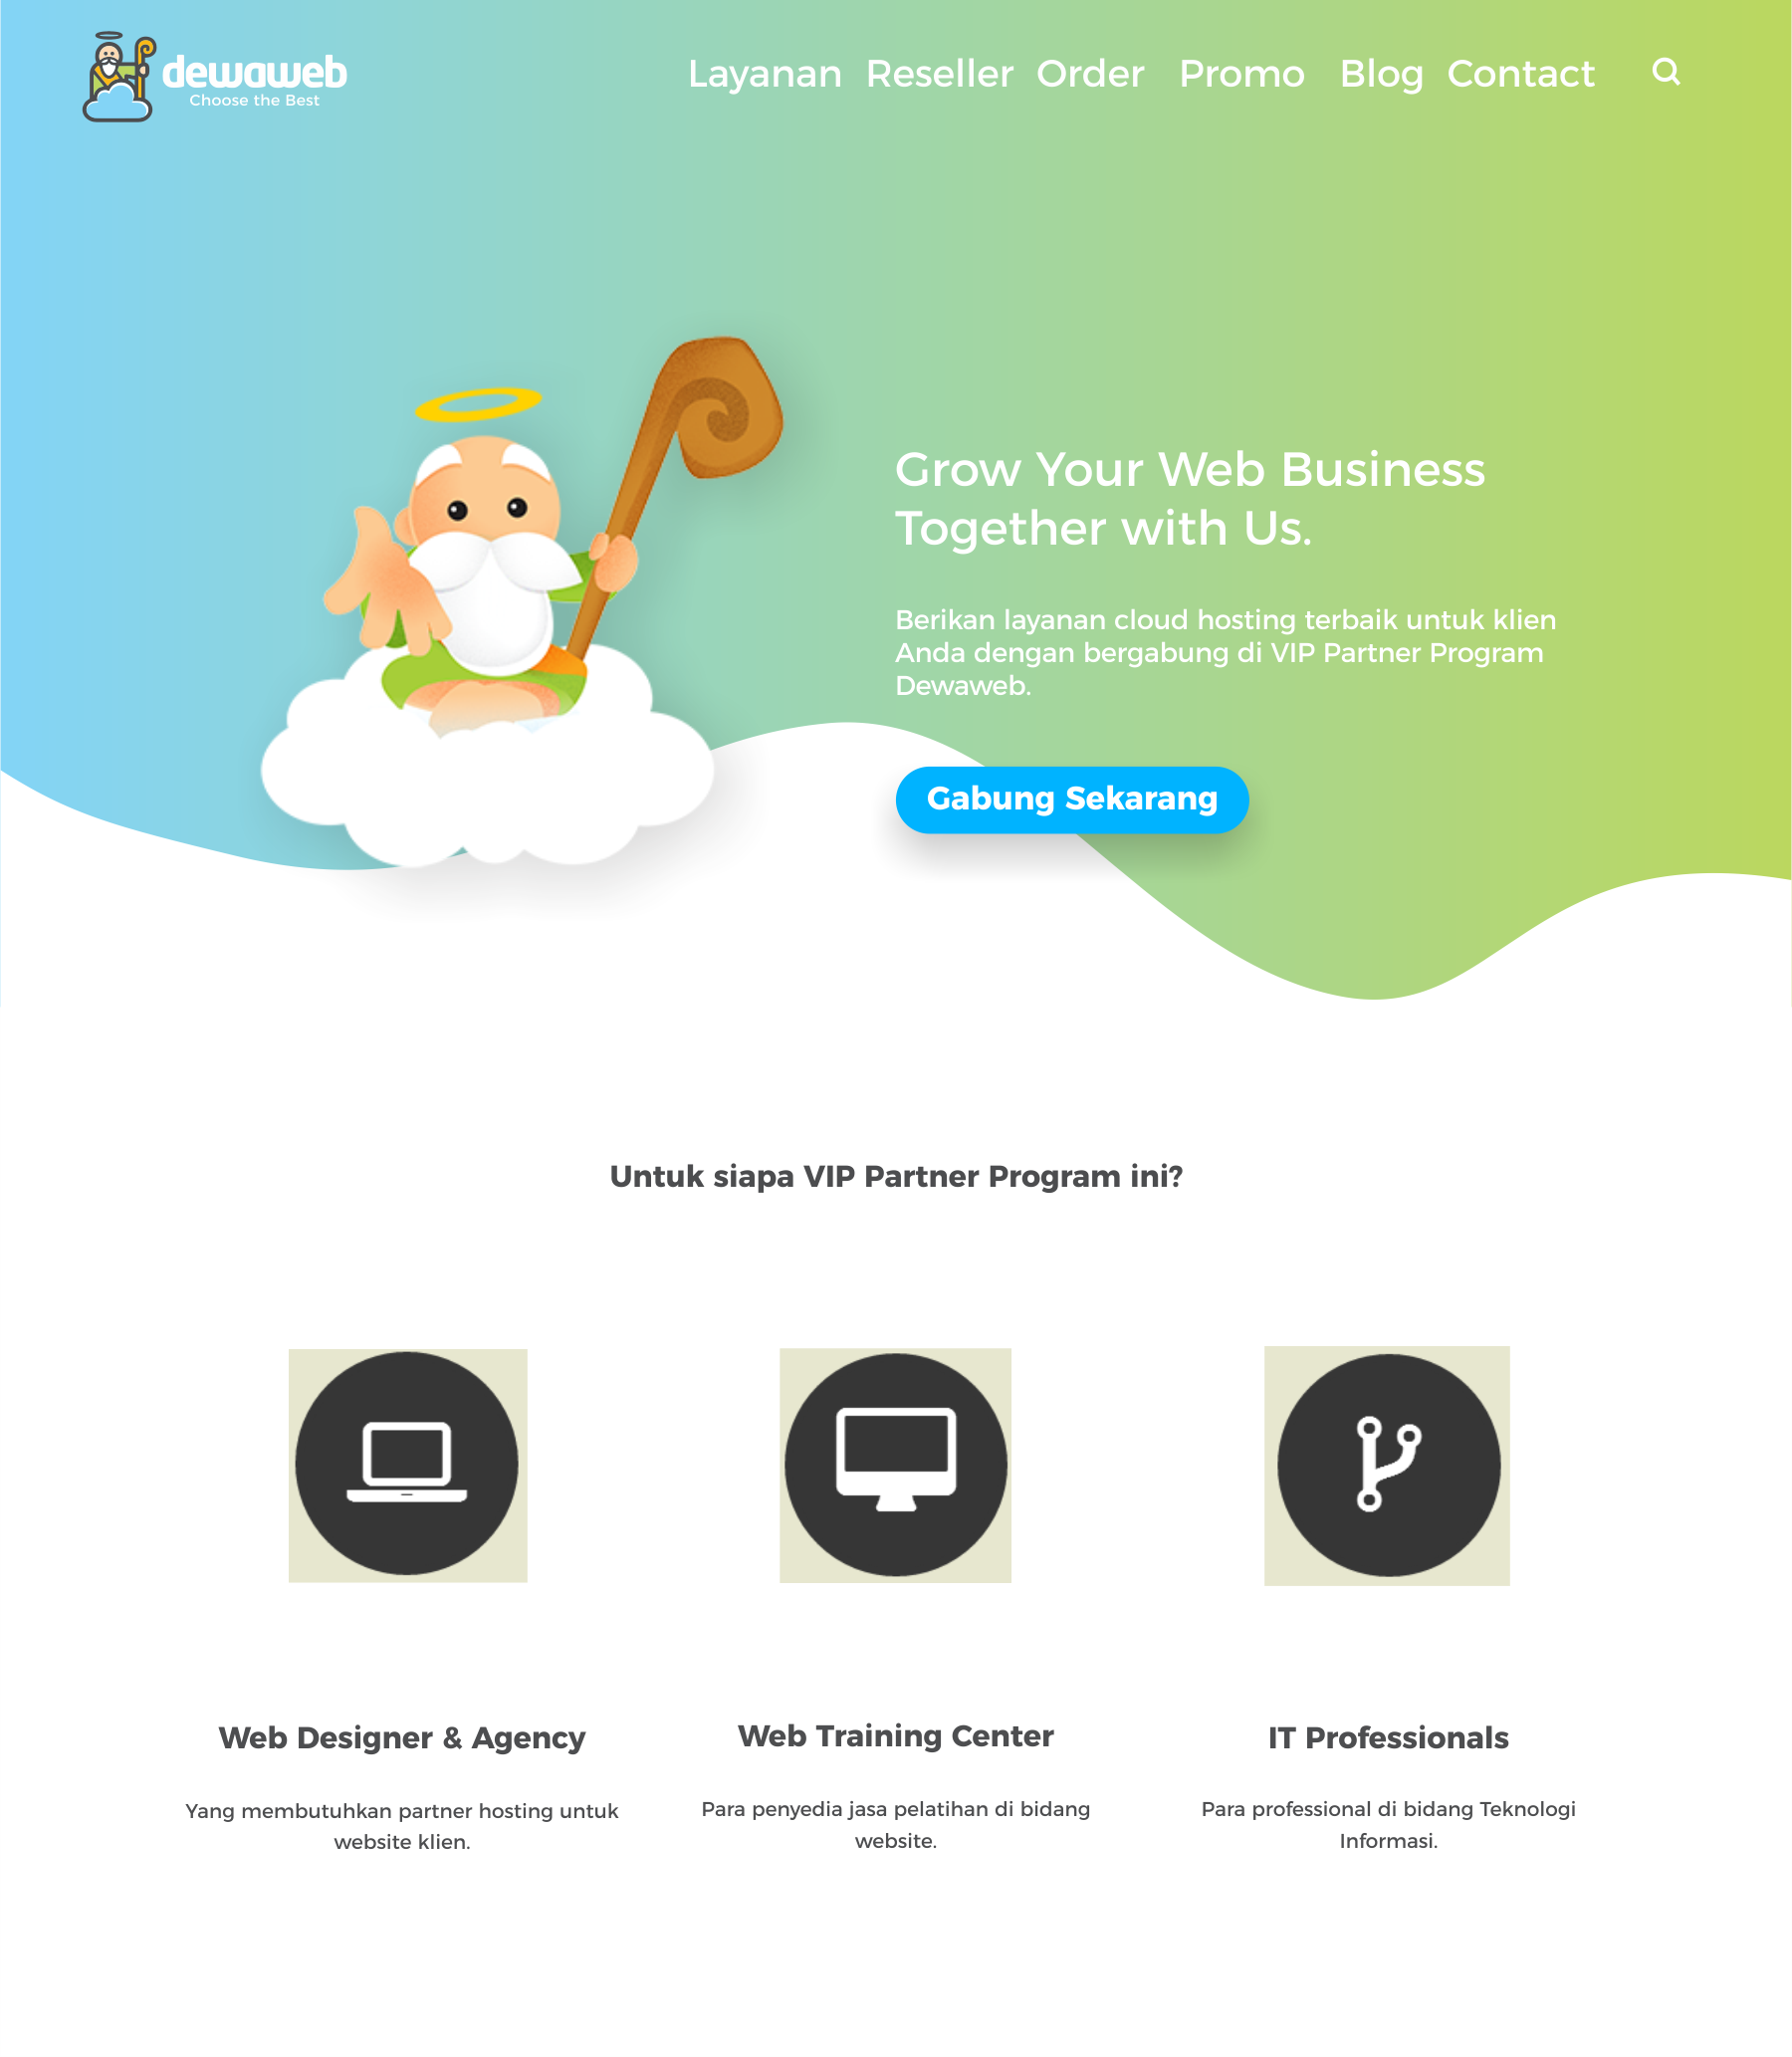 dewaweb
Choose the Best
Layanan Reseller Order Promo Blog Contact
Grow Your Web Business
Together with Us.
Berikan layanan cloud hosting terbaik untuk klien
Anda dengan bergabung di VIP Partner Program
Dewaweb.
Gabung Sekarang
Untuk siapa VIP Partner Program ini?
Web Designer & Agency
Yang membutuhkan partner hosting untuk
website klien.
Web Training Center
Para penyedia jasa pelatihan di bidang
website.
IT Professionals
Para professional di bidang Teknologi
Informasi.